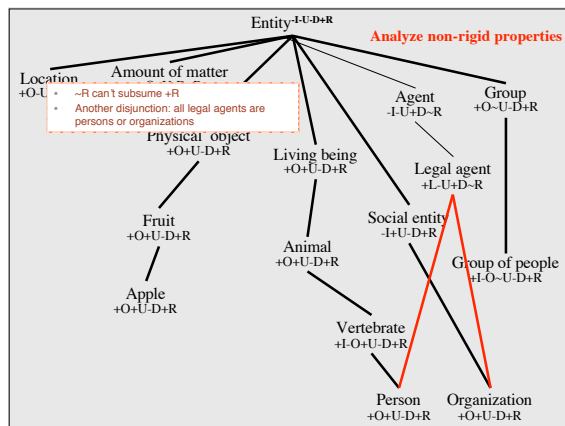 Entity-I-U-D+R
Analyze non-rigid properties
Location
+O-U
Amount of matter
Agent
-I-U+D~R
Group
+O~U-D+R
• ~R can't subsume +R
• Another disjunction: all legal agents are
persons or organizations
Physical object
+O+U-D+R
Living being
+O+U-D+R
Legal agent
+L-U+D~R
Fruit
+O+U-D+R
Social entity
-I+U-D+R
Animal
+O+U-D+R
Group of people
+I-O~U-D+R
Apple
+O+U-D+R
Vertebrate
+I-O+U-D+R
Person
+O+U-D+R
Organization
+O+U-D+R